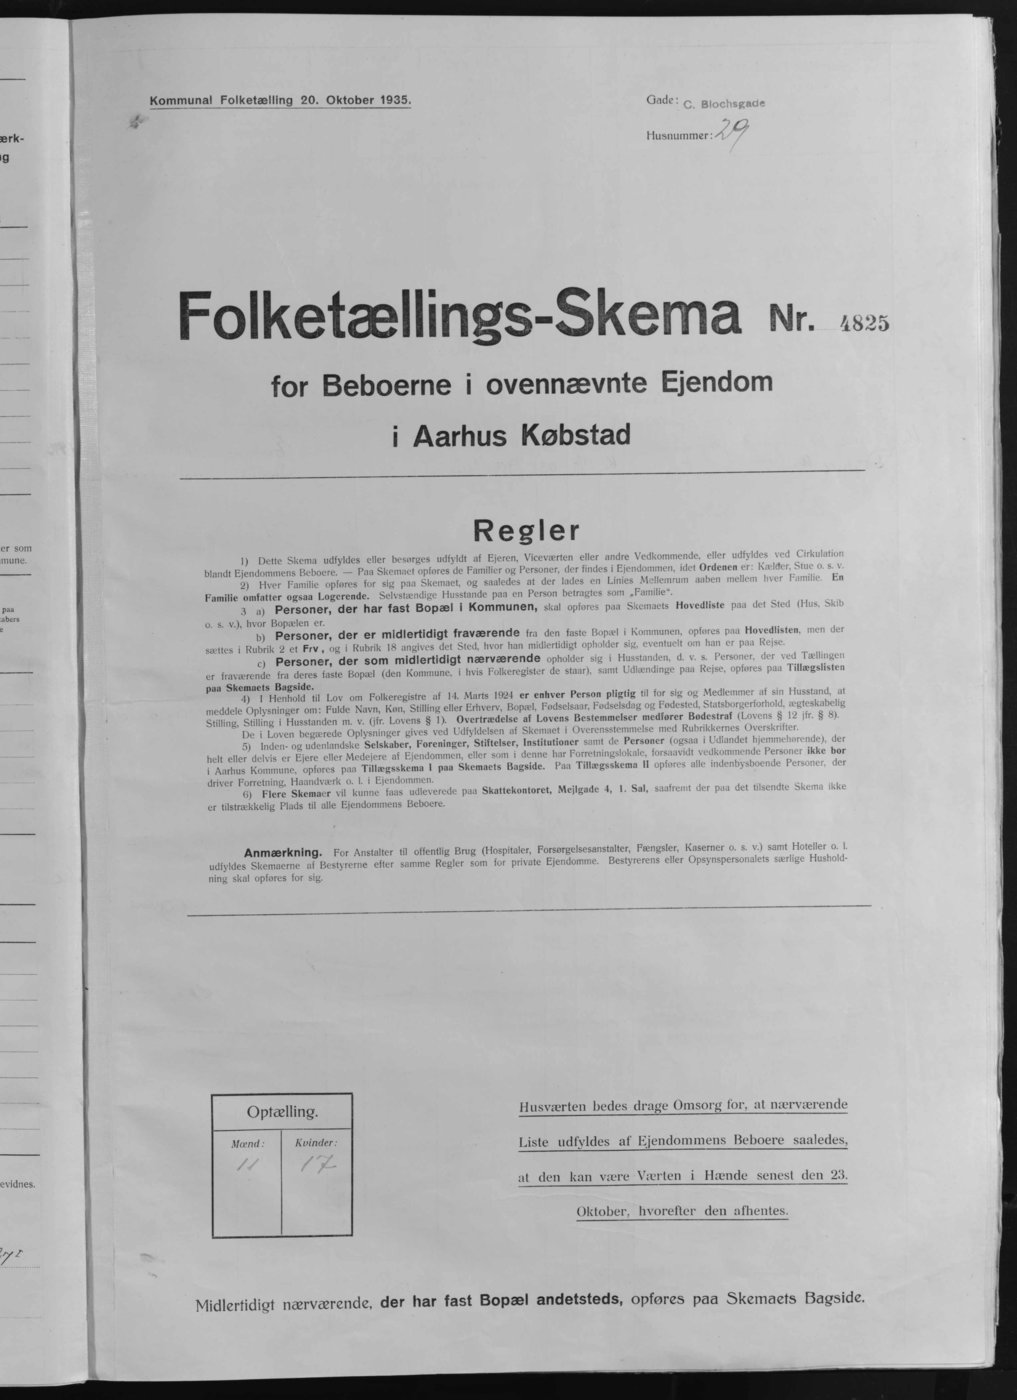 Kommunal Folketælling 20. Oktober 1935.
Gade: C. Blochsgade
Husnummer: 29
Folketællings-Skema Nr. 4825
for Beboerne i ovennævnte Ejendom
i Aarhus Købstad
Regler
1) Dette Skema udfyldes eller besørges udfyldt af Ejeren, Viceværten eller andre Vedkommende, eller udfyldes ved Cirkulation
blandt Ejendommens Beboere. — Paa Skemaet opføres de Familier og Personer, der findes i Ejendommen, idet Ordenen er: Kælder, Stue o. s. v.
2) Hver Familie opføres for sig paa Skemaet, og saaledes at der lades en Linies Mellemrum aaben mellem hver Familie. En
Familie omfatter ogsaa Logerende. Selvstændige Husstande paa en Person betragtes som „Familie“.
3 a) Personer, der har fast Bopæl i Kommunen, skal opføres paa Skemaets Hovedliste paa det Sted (Hus, Skib
o. s. v.), hvor Bopælen er.
b) Personer, der er midlertidigt fraværende fra den faste Bopæl i Kommunen, opføres paa Hovedlisten, men der
sættes i Rubrik 2 et Frv, og i Rubrik 18 angives det Sted, hvor han midlertidigt opholder sig, eventuelt om han er paa Rejse.
c) Personer, der som midlertidigt nærværende opholder sig i Husstanden, d. v. s. Personer, der ved Tællingen
er fraværende fra deres faste Bopæl (den Kommune, i hvis Folkeregister de staar), samt Udlændinge paa Rejse, opføres paa Tillægslisten
paa Skemaets Bagside.
4) I Henhold til Lov om Folkeregistre af 14. Marts 1924 er enhver Person pligtig til for sig og Medlemmer af sin Husstand, at
meddele Oplysninger om: Fulde Navn, Køn, Stilling eller Erhverv, Bopæl, Fødselsaar, Fødselsdag og Fødested, Statsborgerforhold, ægteskabelig
Stilling, Stilling i Husstanden m. v. (jfr. Lovens § 1). Overtrædelse af Lovens Bestemmelser medfører Bødestraf (Lovens § 12 jfr. § 8).
De i Loven begærede Oplysninger gives ved Udfyldelsen af Skemaet i Overensstemmelse med Rubrikkernes Overskrifter.
5) Inden- og udenlandske Selskaber, Foreninger, Stiftelser, Institutioner samt de Personer (ogsaa i Udlandet hjemmehørende), der
helt eller delvis er Ejere eller Medejere af Ejendommen, eller som i denne har Forretningslokale, forsaavidt vedkommende Personer ikke bor
i Aarhus Kommune, opføres paa Tillægsskema I paa Skemaets Bagside. Paa Tillægsskema II opføres alle indenbysboende Personer, der
driver Forretning, Haandværk o. l. i Ejendommen.
6) Flere Skemaer vil kunne faas udleverede paa Skattekontoret, Mejlgade 4, 1. Sal, saafremt der paa det tilsendte Skema ikke
er tilstrækkelig Plads til alle Ejendommens Beboere.
Anmærkning. For Anstalter til offentlig Brug (Hospitaler, Forsørgelsesanstalter, Fængsler, Kaserner o. s. v.) samt Hoteller o. l.
udfyldes Skemaerne af Bestyrerne efter samme Regler som for private Ejendomme. Bestyrerens eller Opsynspersonalets særlige Hushold-
ning skal opføres for sig.
Optælling.
Mænd: Kvinder:
11 17
Husværten bedes drage Omsorg for, at nærværende
Liste udfyldes af Ejendommens Beboere saaledes,
at den kan være Værten i Hænde senest den 23.
Oktober, hvorefter den afhentes.
Midlertidigt nærværende, der har fast Bopæl andetsteds, opføres paa Skemaets Bagside.